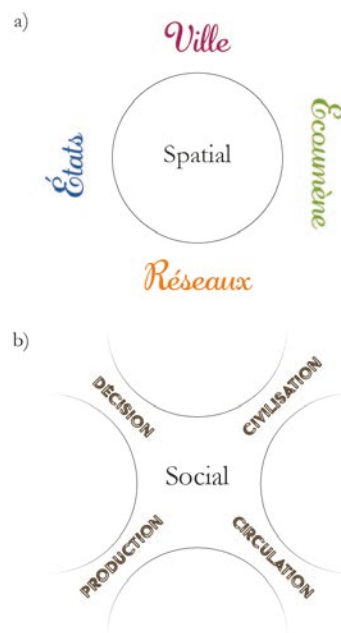 a)
Ville
États
Spatial
Écoumène
Réseaux
b)
DÉCISION
CIVILISATION
Social
PRODUCTION
CIRCULATION